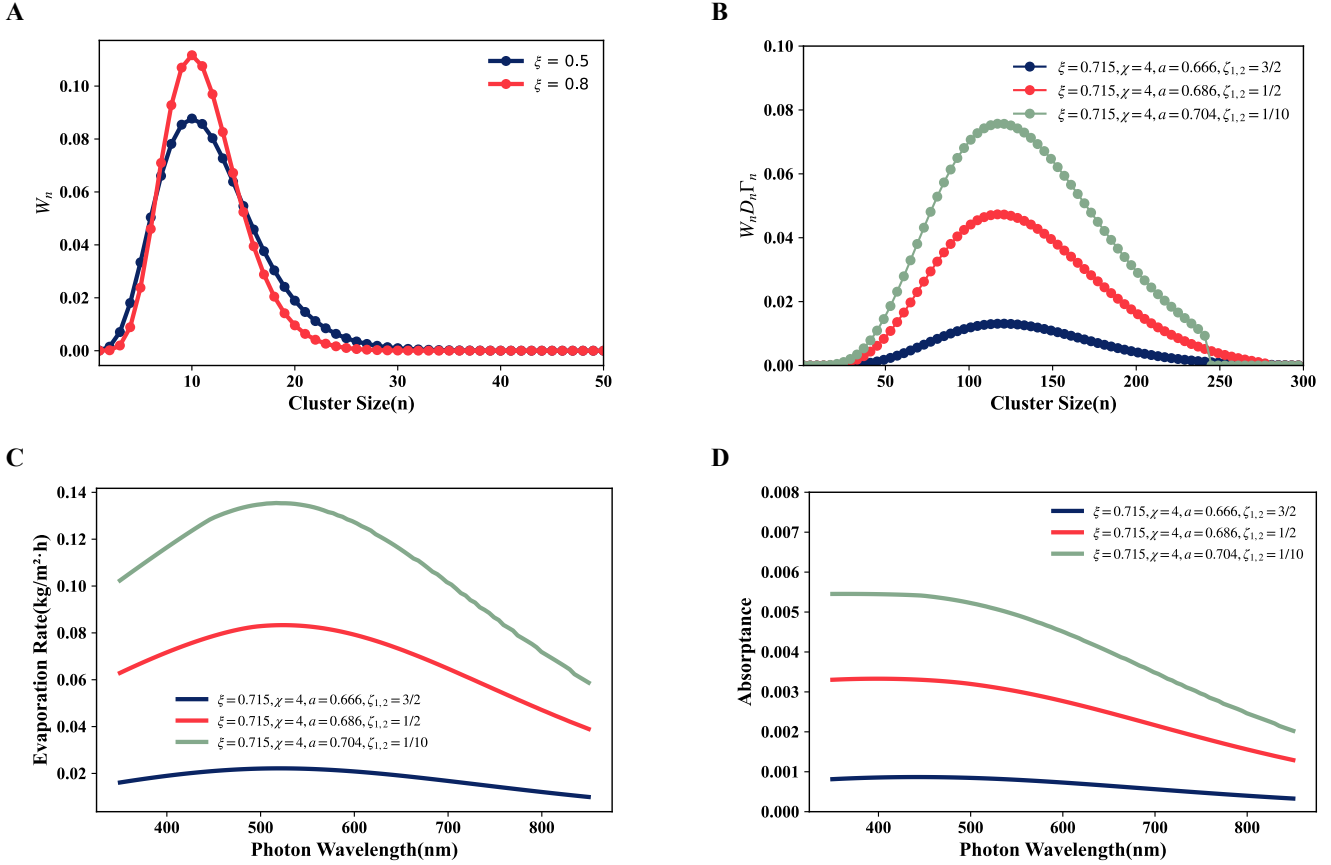 A
W_n
0.10
0.08
0.06
0.04
0.02
0.00
10
20
30
40
50
Cluster Size(n)
ξ = 0.5
ξ = 0.8
B
W_nD_nΓ_n
0.10
0.08
0.06
0.04
0.02
0.00
50
100
150
200
250
300
Cluster Size(n)
ξ=0.715,χ=4,a=0.666,ζ_{1,2}=3/2
ξ=0.715,χ=4,a=0.686,ζ_{1,2}=1/2
ξ=0.715,χ=4,a=0.704,ζ_{1,2}=1/10
C
Evaporation Rate(kg/m²·h)
0.14
0.12
0.10
0.08
0.06
0.04
0.02
400
500
600
700
800
Photon Wavelength(nm)
ξ=0.715,χ=4,a=0.666,ζ_{1,2}=3/2
ξ=0.715,χ=4,a=0.686,ζ_{1,2}=1/2
ξ=0.715,χ=4,a=0.704,ζ_{1,2}=1/10
D
Absorptance
0.008
0.007
0.006
0.005
0.004
0.003
0.002
0.001
0.000
400
500
600
700
800
Photon Wavelength(nm)
ξ=0.715,χ=4,a=0.666,ζ_{1,2}=3/2
ξ=0.715,χ=4,a=0.686,ζ_{1,2}=1/2
ξ=0.715,χ=4,a=0.704,ζ_{1,2}=1/10